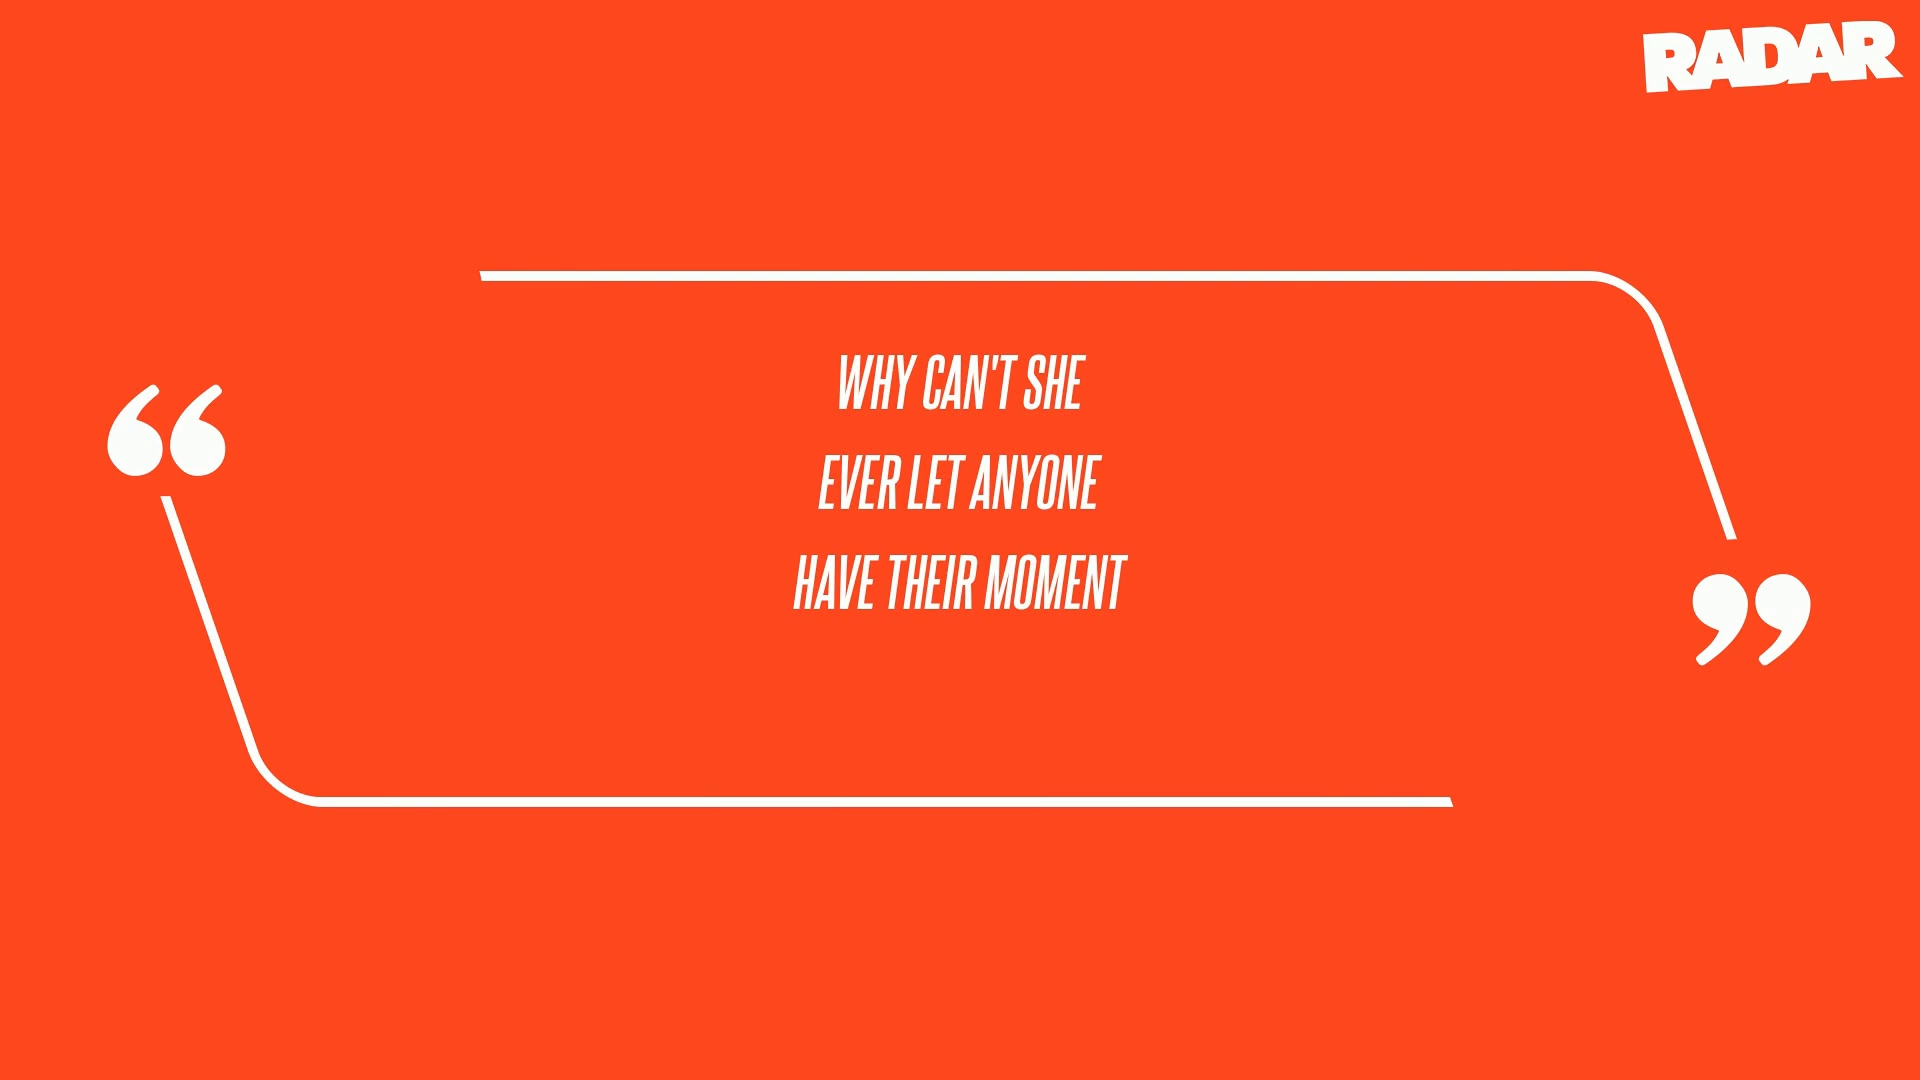 RADAR
“
WHY CAN'T SHE
EVER LET ANYONE
HAVE THEIR MOMENT
”